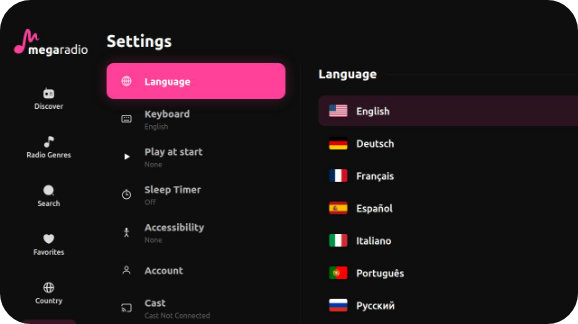 megaradio
Settings
Discover
Radio Genres
Search
Favorites
Country
Language
Keyboard
English
Play at start
None
Sleep Timer
Off
Accessibility
None
Account
Cast
Cast Not Connected
Language
English
Deutsch
Français
Español
Italiano
Português
Русский